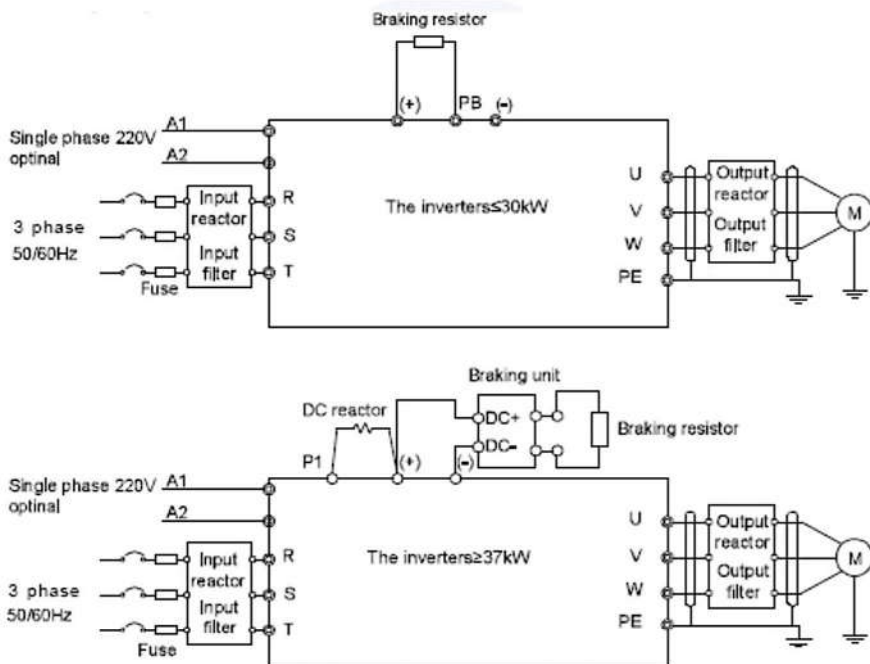 Braking resistor
(+)
PB
(-)
A1
Single phase 220V
optinal
A2
Input
reactor
Input
filter
R
S
T
3 phase
50/60Hz
Fuse
The inverters≤30kW
U
V
W
PE
Output
reactor
Output
filter
M
Braking unit
DC reactor
DC+
DC-
Braking resistor
P1
(+)
(-)
A1
Single phase 220V
optinal
A2
Input
reactor
Input
filter
R
S
T
3 phase
50/60Hz
Fuse
The inverters≥37kW
U
V
W
PE
Output
reactor
Output
filter
M